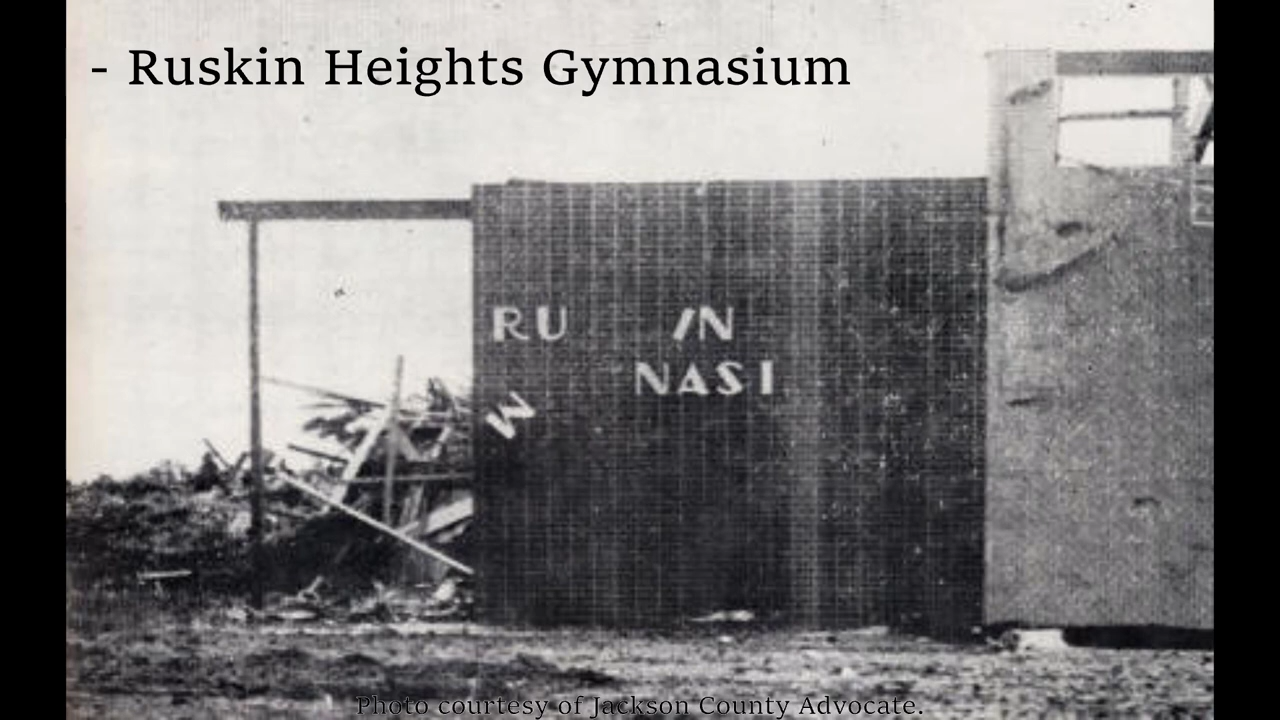 - Ruskin Heights Gymnasium
RU IN
NASI
M
Photo courtesy of Jackson County Advocate.